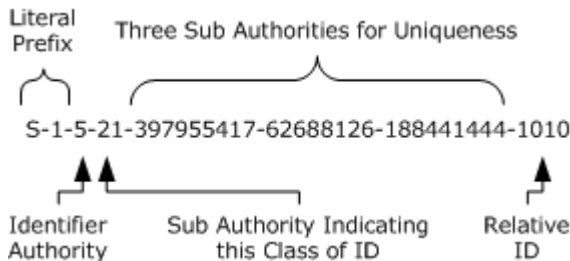 Literal
Prefix
Three Sub Authorities for Uniqueness
S-1-5-21-397955417-62688126-188441444-1010
Identifier
Authority
Sub Authority Indicating
this Class of ID
Relative
ID